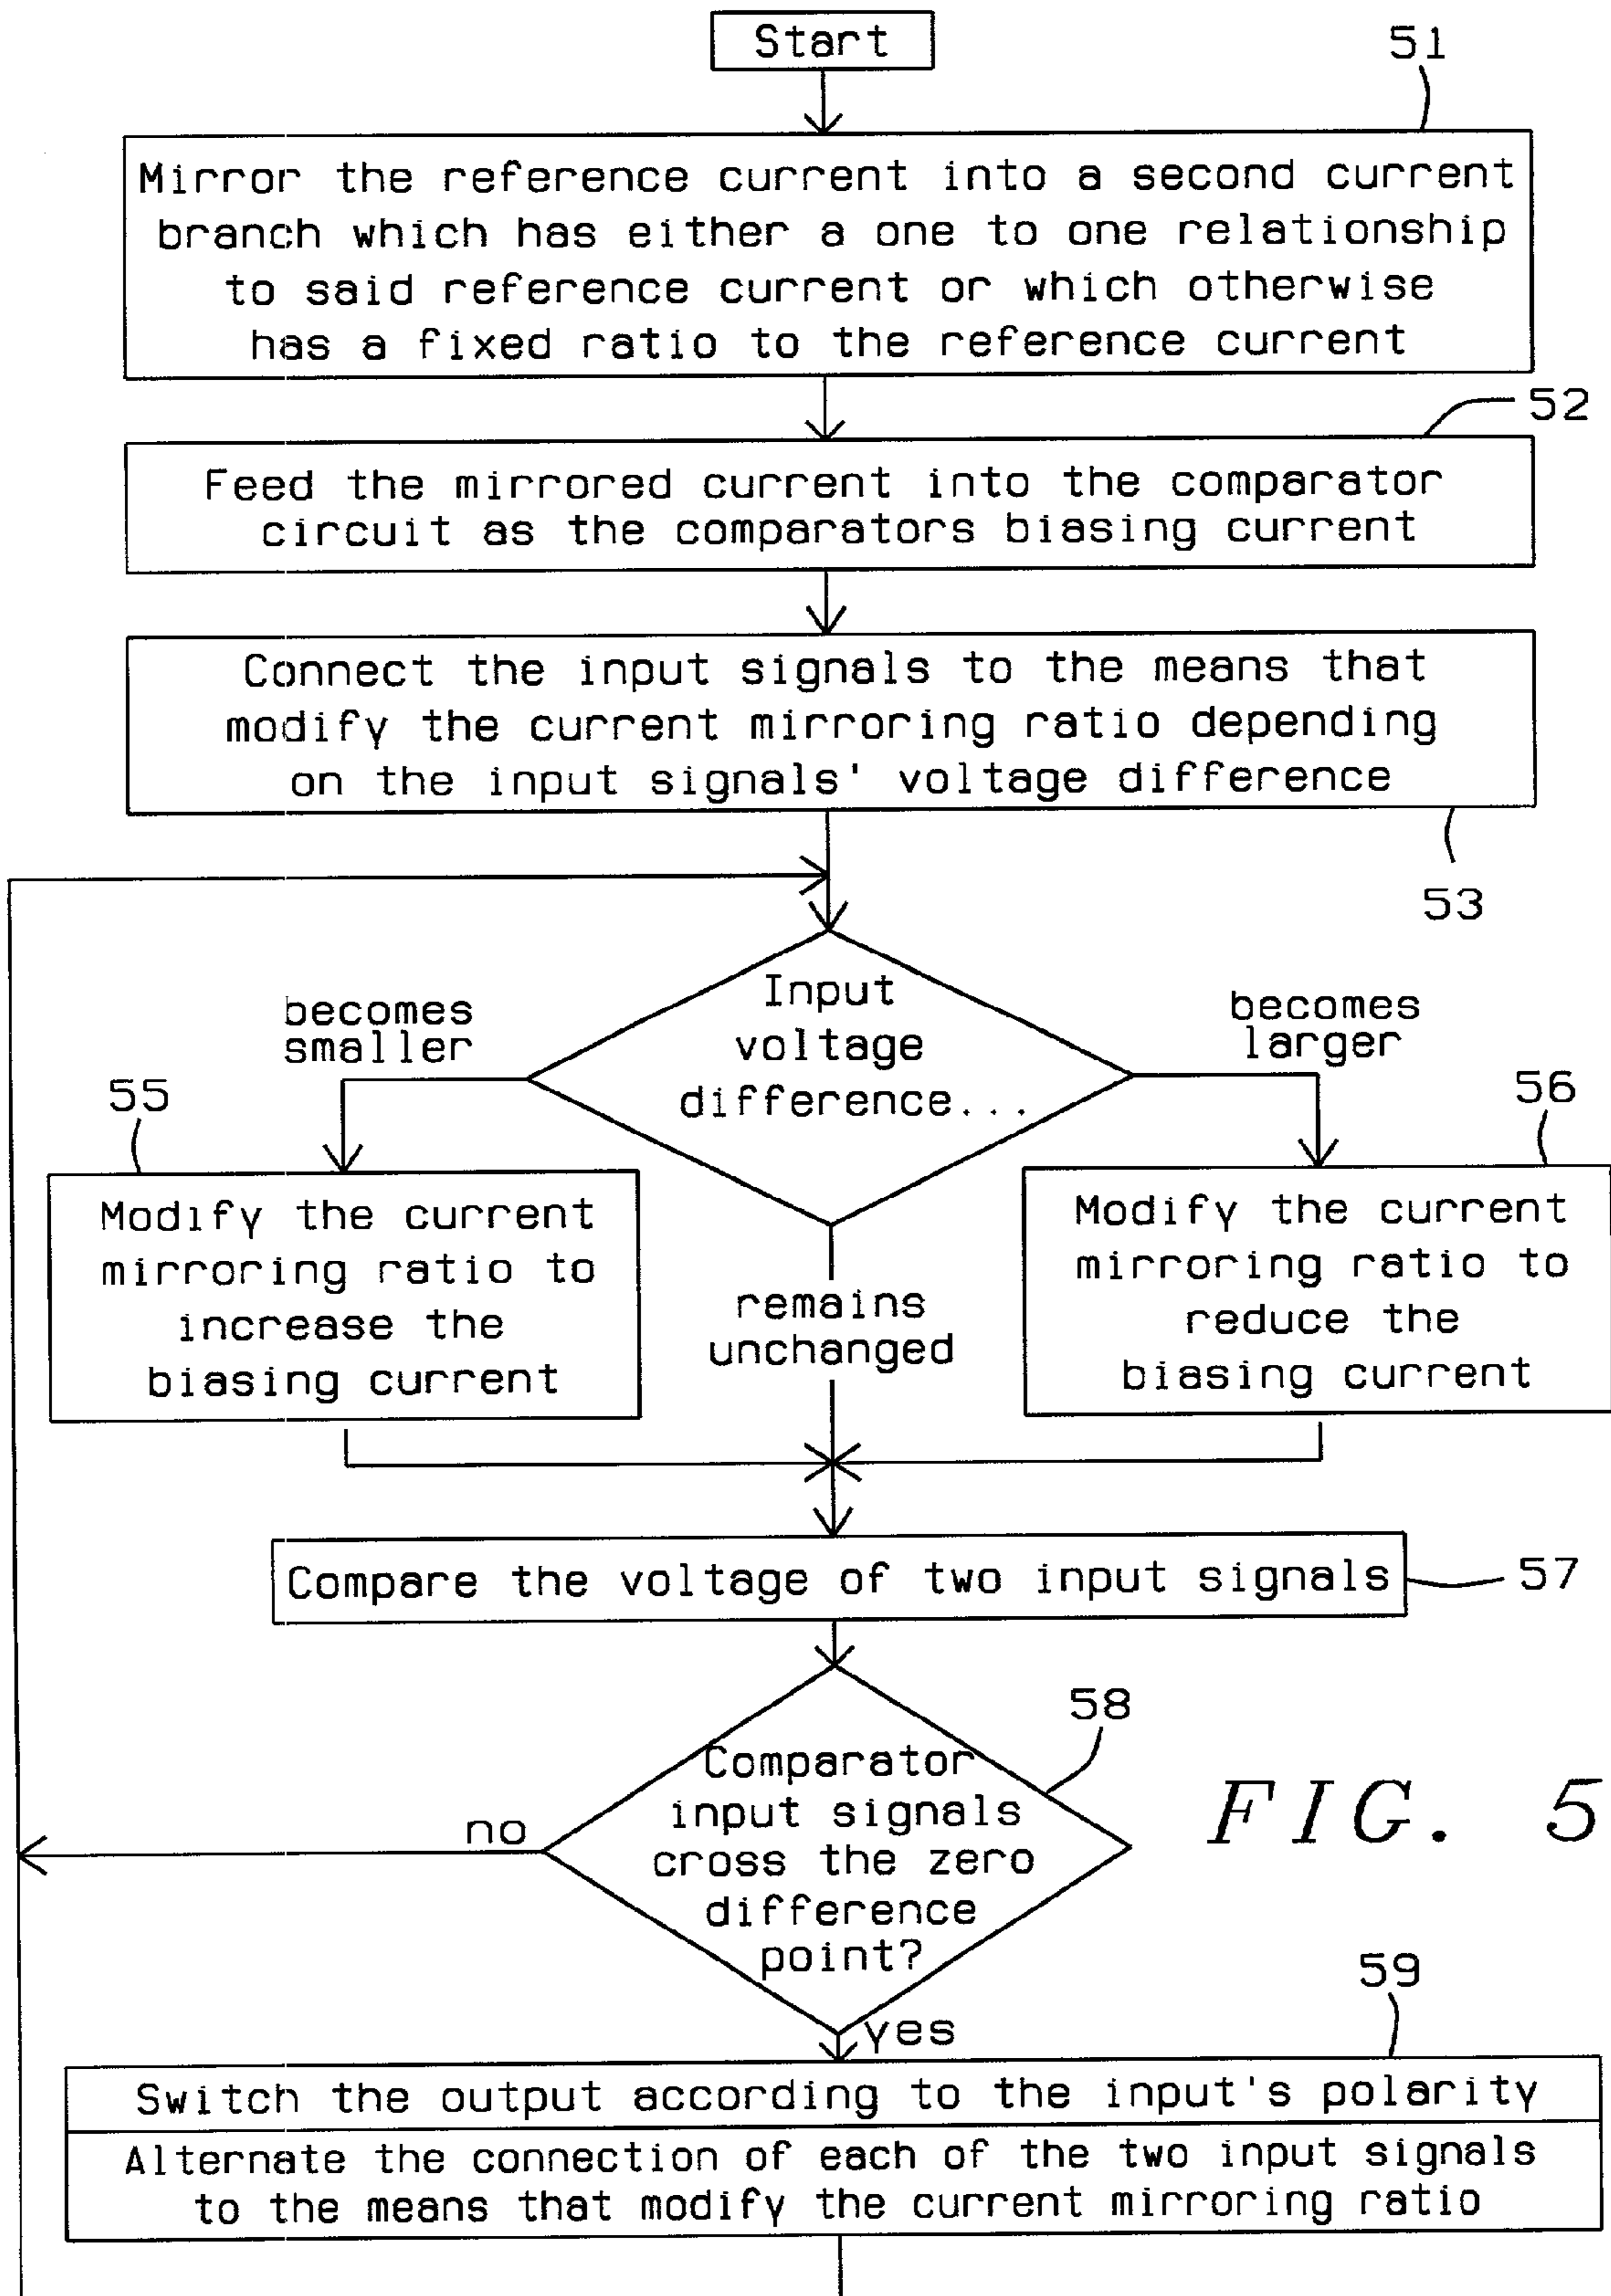 Start
51
Mirror the reference current into a second current
branch which has either a one to one relationship
to said reference current or which otherwise
has a fixed ratio to the reference current
52
Feed the mirrored current into the comparator
circuit as the comparators biasing current
Connect the input signals to the means that
modify the current mirroring ratio depending
on the input signals' voltage difference
53
Input
voltage
difference...
becomes
smaller
becomes
larger
55
Modify the current
mirroring ratio to
increase the
biasing current
remains
unchanged
56
Modify the current
mirroring ratio to
reduce the
biasing current
Compare the voltage of two input signals
57
58
Comparator
input signals
cross the zero
difference
point?
no
FIG. 5
yes
59
Switch the output according to the input's polarity
Alternate the connection of each of the two input signals
to the means that modify the current mirroring ratio